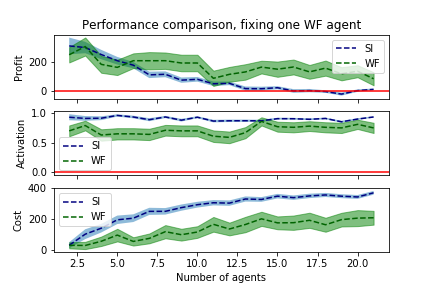 Performance comparison, fixing one WF agent
Profit
200
0
SI
WF
Activation
1.0
0.5
0.0
SI
WF
Cost
400
200
0
SI
WF
2.5 5.0 7.5 10.0 12.5 15.0 17.5 20.0
Number of agents